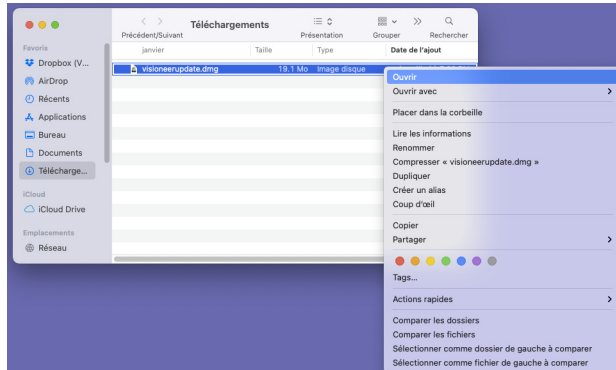 Téléchargements
Précédent/Suivant Présentation Grouper Rechercher
Favoris
Dropbox (V...
AirDrop
Récents
Applications
Bureau
Documents
Télécharge...
iCloud
iCloud Drive
Emplacements
Réseau
janvier Taille Type Date de l'ajout
visioneerupdate.dmg 19.1 Mo Image disque
Ouvrir
Ouvrir avec
Placer dans la corbeille
Lire les informations
Renommer
Compresser « visioneerupdate.dmg »
Dupliquer
Créer un alias
Coup d'œil
Copier
Partager
Tags...
Actions rapides
Comparer les dossiers
Comparer les fichiers
Sélectionner comme dossier de gauche à comparer
Sélectionner comme fichier de gauche à comparer